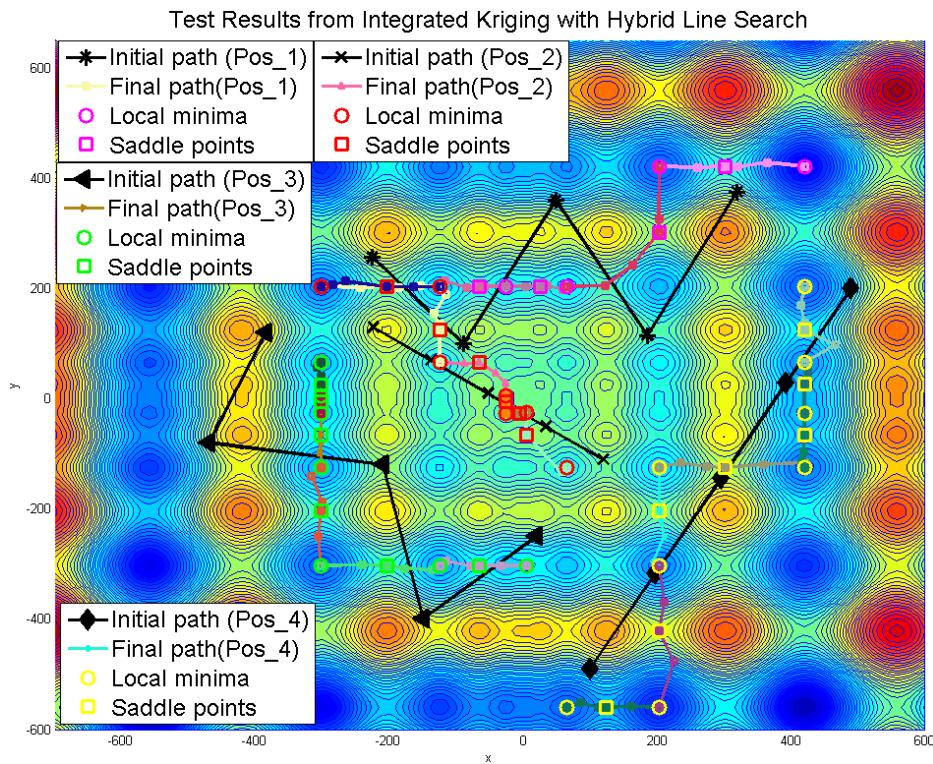 Test Results from Integrated Kriging with Hybrid Line Search
Initial path (Pos_1)
Final path(Pos_1)
Local minima
Saddle points
Initial path (Pos_2)
Final path(Pos_2)
Local minima
Saddle points
Initial path (Pos_3)
Final path(Pos_3)
Local minima
Saddle points
Initial path (Pos_4)
Final path(Pos_4)
Local minima
Saddle points
600
400
200
0
-200
-400
-600
y
-600
-400
-200
0
200
400
600
x